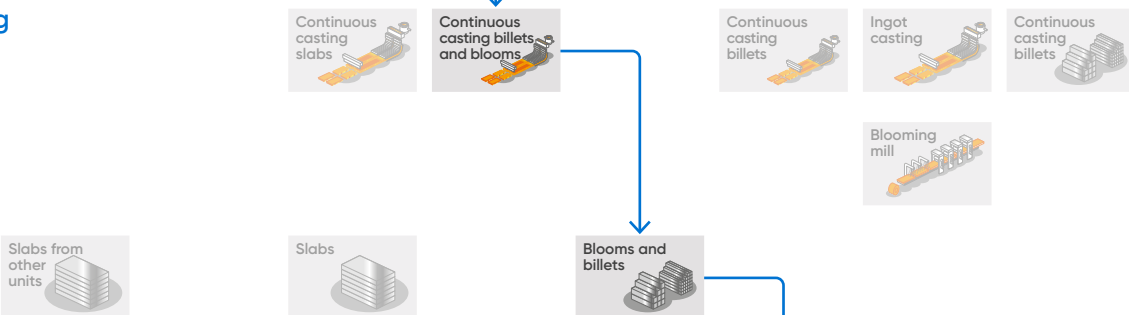 g
Continuous
casting
slabs
Continuous
casting billets
and blooms
Continuous
casting
billets
Ingot
casting
Continuous
casting
billets
Blooming
mill
Slabs from
other
units
Slabs
Blooms and
billets